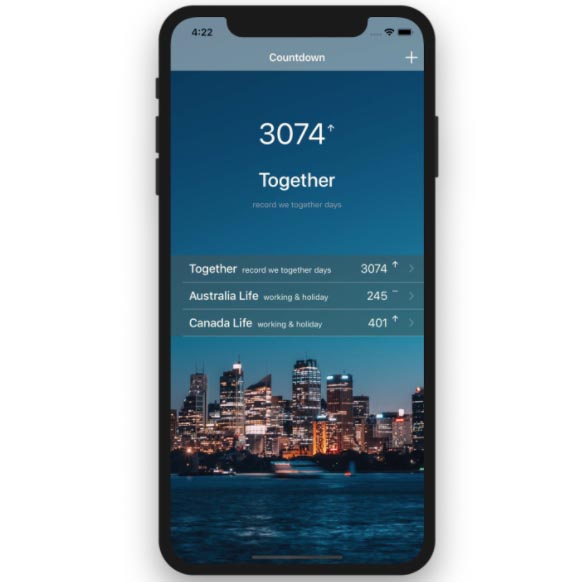 4:22
Countdown +
3074↑
Together
record we together days
Together record we together days 3074 ↑
Australia Life working & holiday 245 –
Canada Life working & holiday 401 ↑